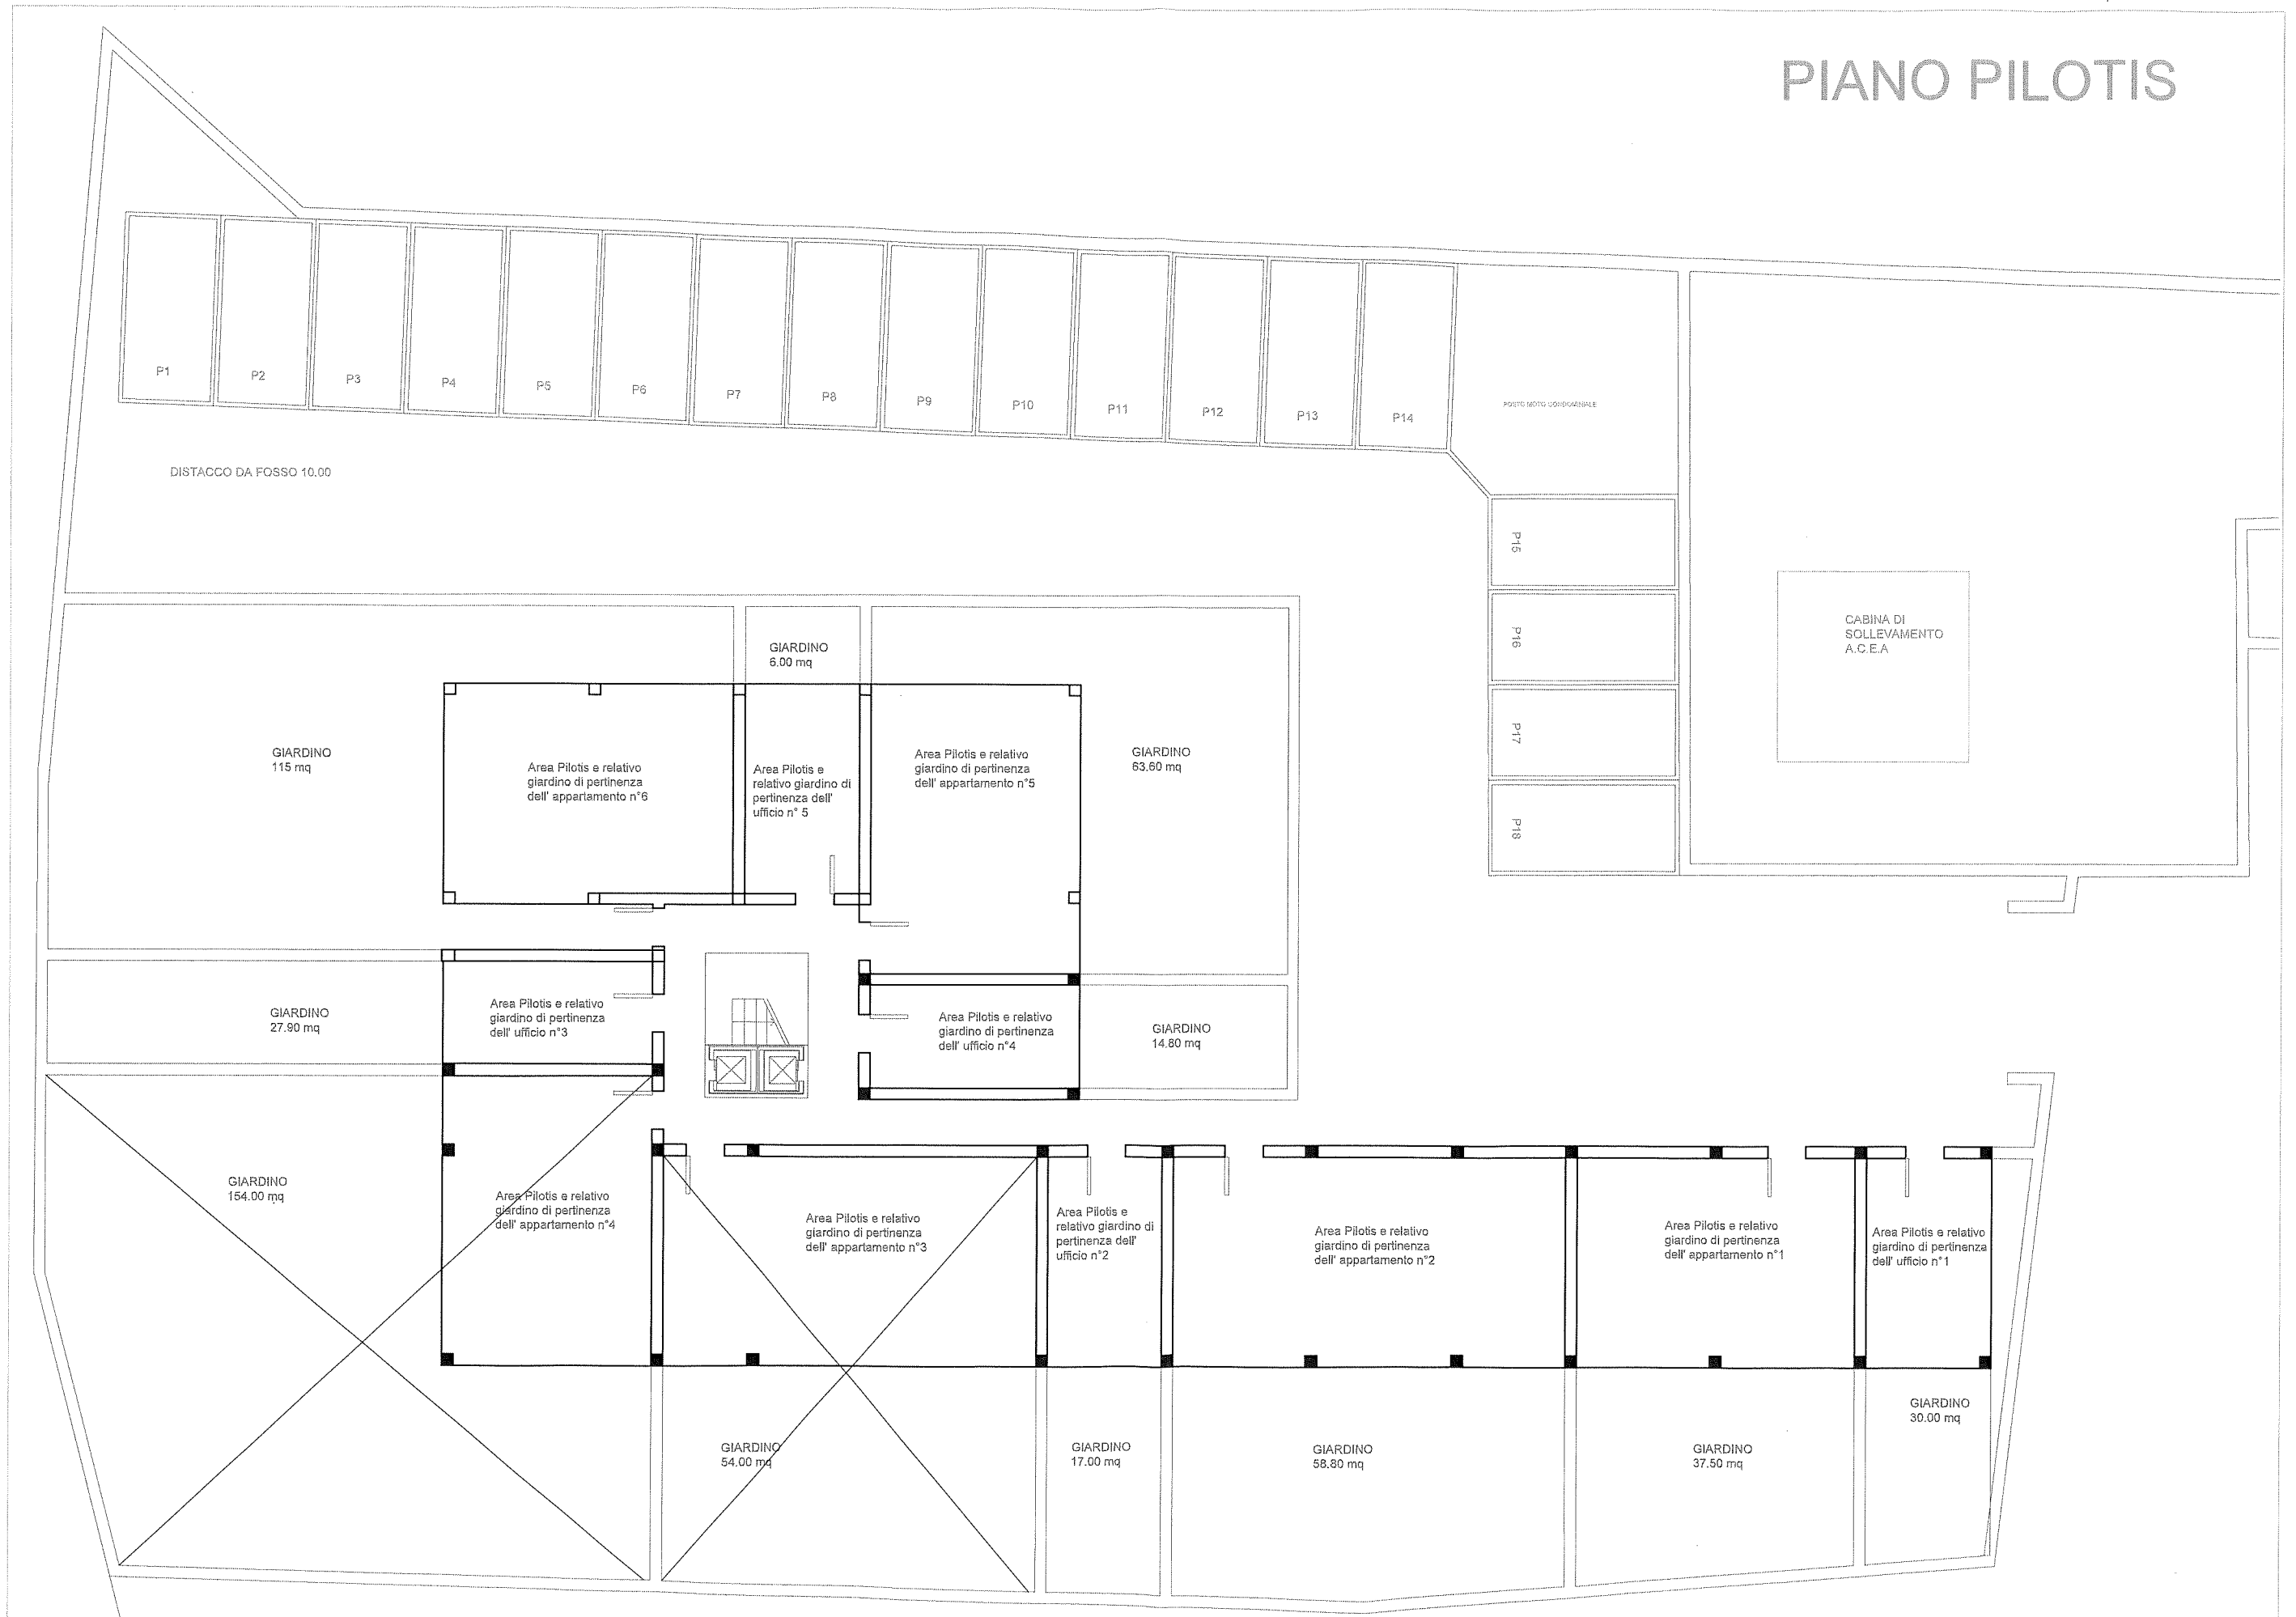 PIANO PILOTIS
P1
P2
P3
P4
P5
P6
P7
P8
P9
P10
P11
P12
P13
P14
POSTO MOTO CONDOMINIALE
DISTACCO DA FOSSO 10.00
P15
P16
P17
P18
CABINA DI
SOLLEVAMENTO
A.C.E.A
GIARDINO
6.00 mq
GIARDINO
115 mq
Area Pilotis e relativo
giardino di pertinenza
dell' appartamento n°6
Area Pilotis e
relativo giardino di
pertinenza dell'
ufficio n° 5
Area Pilotis e relativo
giardino di pertinenza
dell' appartamento n°5
GIARDINO
63.60 mq
GIARDINO
27.90 mq
Area Pilotis e relativo
giardino di pertinenza
dell' ufficio n°3
Area Pilotis e relativo
giardino di pertinenza
dell' ufficio n°4
GIARDINO
14.80 mq
GIARDINO
154.00 mq
Area Pilotis e relativo
giardino di pertinenza
dell' appartamento n°4
Area Pilotis e relativo
giardino di pertinenza
dell' appartamento n°3
Area Pilotis e
relativo giardino di
pertinenza dell'
ufficio n°2
Area Pilotis e relativo
giardino di pertinenza
dell' appartamento n°2
Area Pilotis e relativo
giardino di pertinenza
dell' appartamento n°1
Area Pilotis e relativo
giardino di pertinenza
dell' ufficio n°1
GIARDINO
54.00 mq
GIARDINO
17.00 mq
GIARDINO
58.80 mq
GIARDINO
37.50 mq
GIARDINO
30.00 mq